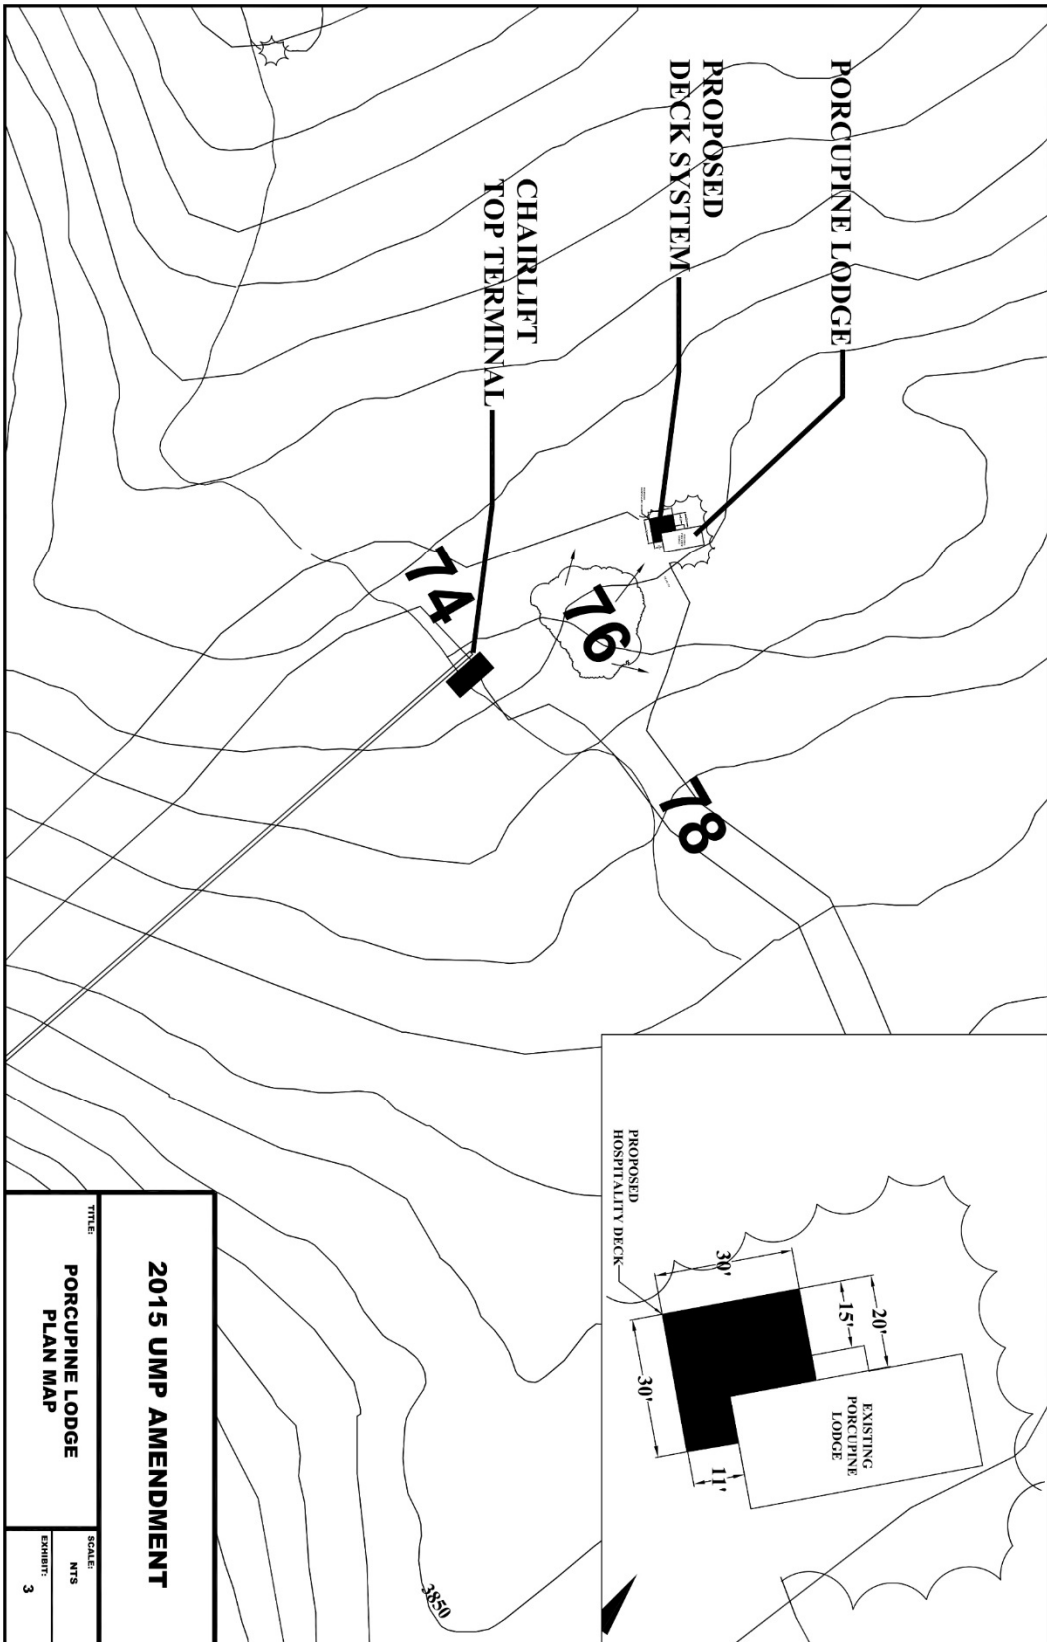 PORCUPINE LODGE
PROPOSED
DECK SYSTEM
CHAIRLIFT
TOP TERMINAL
74
76
78
3850
PROPOSED
HOSPITALITY DECK
30'
30'
20'
15'
11'
EXISTING
PORCUPINE
LODGE
2015 UMP AMENDMENT
TITLE:
PORCUPINE LODGE
PLAN MAP
SCALE:
NTS
EXHIBIT:
3